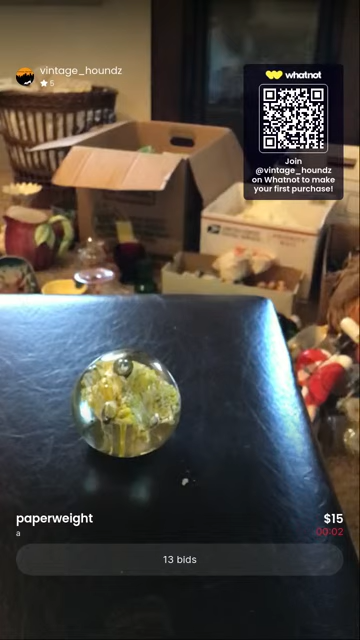 vintage_houndz
★ 5
whatnot
Join
@vintage_houndz
on Whatnot to make
your first purchase!
paperweight
$15
a
00:02
13 bids